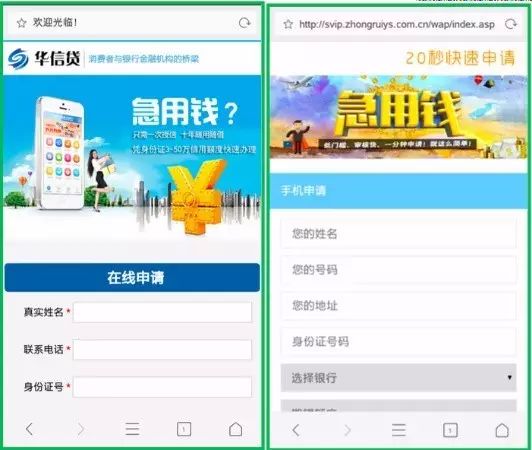 欢迎光临!
华信贷
消费者与银行金融机构的桥梁
急用钱?
只需一次授信 十年随用随借
凭身份证3~50万信用额度快速办理
在线申请
真实姓名 *
联系电话 *
身份证号 *
1
http://svip.zhongruiys.com.cn/wap/index.asp
20秒快速申请
急用钱
低门槛、审核快、一分钟申请!就这么简单!
手机申请
您的姓名
您的号码
您的地址
身份证号码
选择银行
1